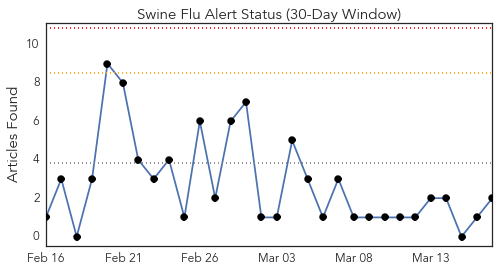 Swine Flu Alert Status (30-Day Window)
Articles Found
10
8
6
4
2
0
Feb 16 Feb 21 Feb 26 Mar 03 Mar 08 Mar 13